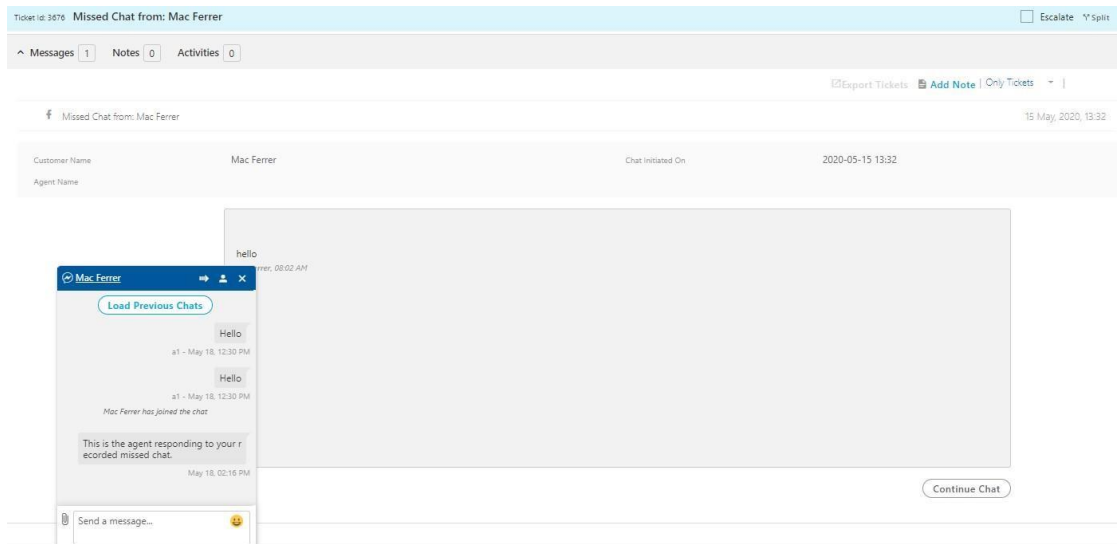 Ticket Id: 3676 Missed Chat from: Mac Ferrer
Escalate Split
Messages 1 Notes 0 Activities 0
Export Tickets Add Note | Only Tickets |
Missed Chat from: Mac Ferrer 15 May, 2020, 13:32
Customer Name Mac Ferrer Chat Initiated On 2020-05-15 13:32
Agent Name
hello
rrer, 08:02 AM
Mac Ferrer
Load Previous Chats
Hello
a1 - May 18, 12:30 PM
Hello
a1 - May 18, 12:30 PM
Mac Ferrer has joined the chat
This is the agent responding to your r
ecorded missed chat.
May 18, 02:16 PM
Continue Chat
Send a message...